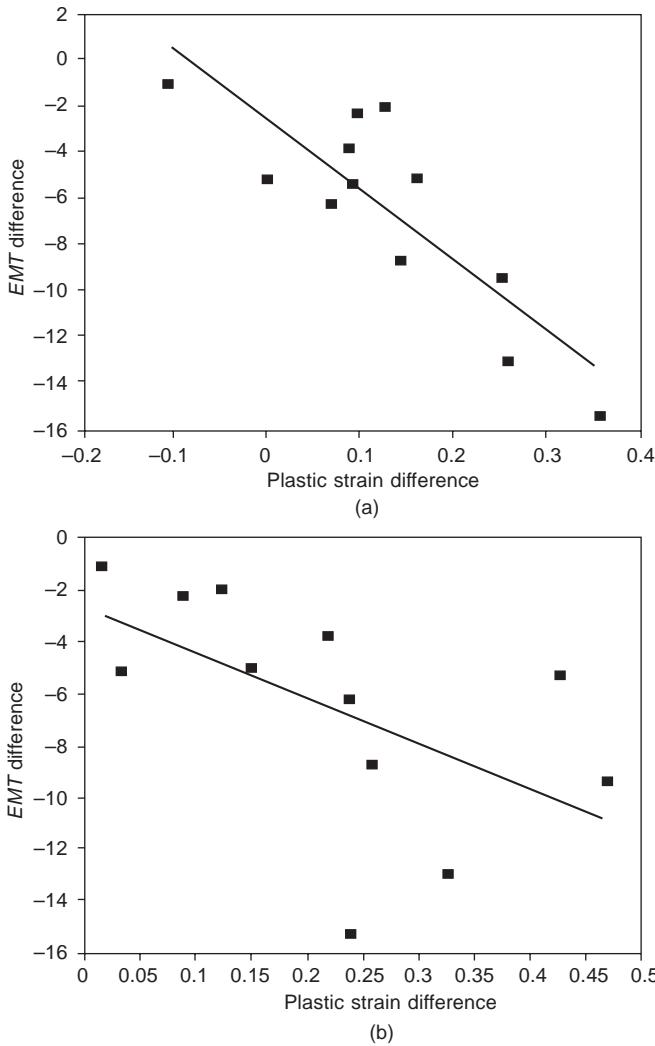 2
0
–2
–4
–6
–8
–10
–12
–14
–16
EMT difference
–0.2 –0.1 0 0.1 0.2 0.3 0.4
Plastic strain difference
(a)
0
–2
–4
–6
–8
–10
–12
–14
–16
EMT difference
0 0.05 0.1 0.15 0.2 0.25 0.3 0.35 0.4 0.45 0.5
Plastic strain difference
(b)